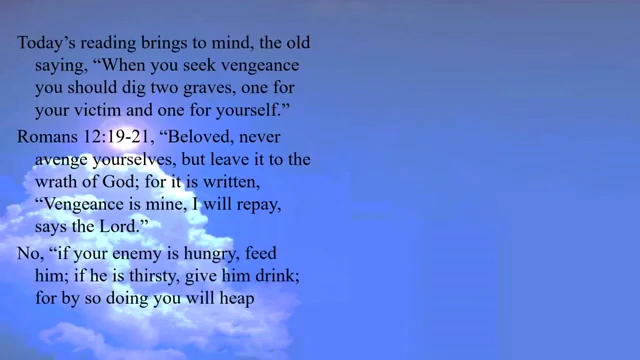 Today’s reading brings to mind, the old
saying, “When you seek vengeance
you should dig two graves, one for
your victim and one for yourself.”
Romans 12:19-21, “Beloved, never
avenge yourselves, but leave it to the
wrath of God; for it is written,
“Vengeance is mine, I will repay,
says the Lord.”
No, “if your enemy is hungry, feed
him; if he is thirsty, give him drink;
for by so doing you will heap